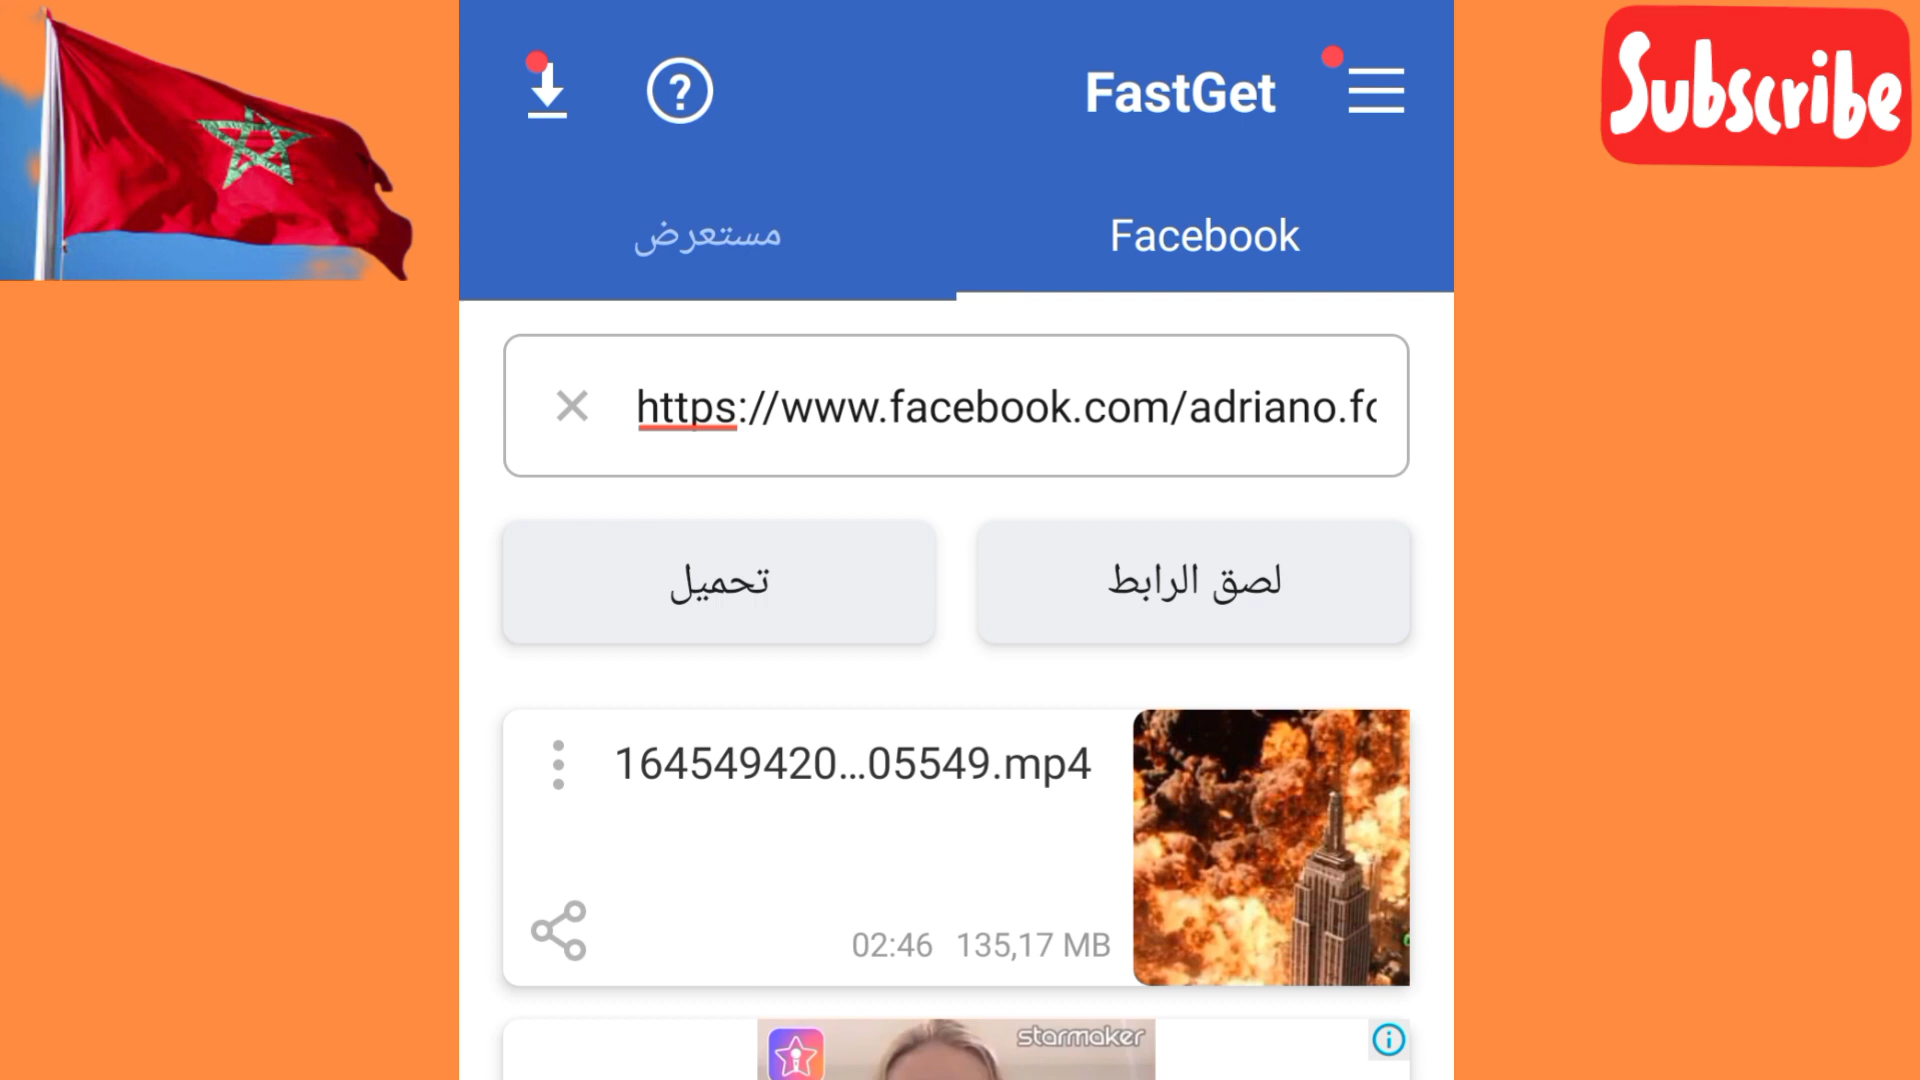 FastGet
Subscribe
Facebook
مستعرض
https://www.facebook.com/adriano.fc
لصق الرابط
تحميل
164549420...05549.mp4
02:46 135,17 MB
starmaker